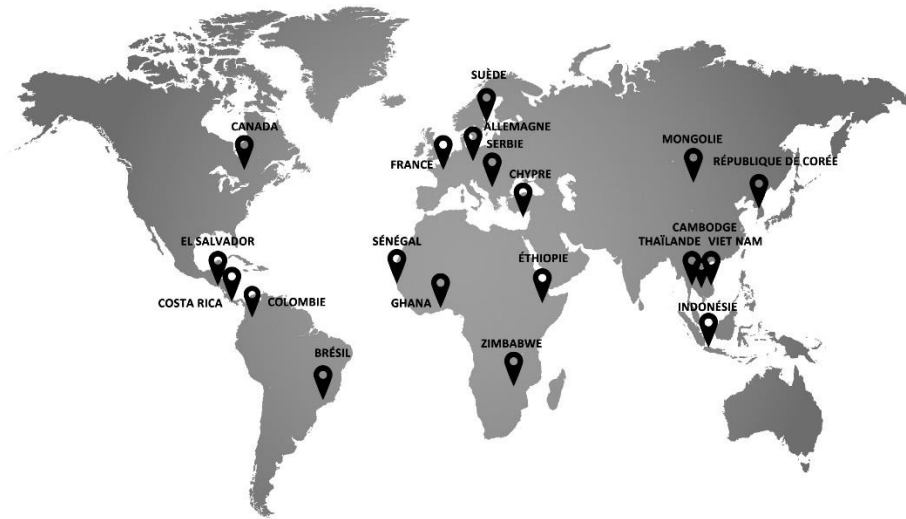 SUÈDE
CANADA
ALLEMAGNE
SERBIE
FRANCE
CHYPRE
MONGOLIE
RÉPUBLIQUE DE CORÉE
CAMBODGE
THAÏLANDE VIET NAM
EL SALVADOR
SÉNÉGAL
ÉTHIOPIE
COSTA RICA
COLOMBIE
GHANA
INDONÉSIE
ZIMBABWE
BRÉSIL